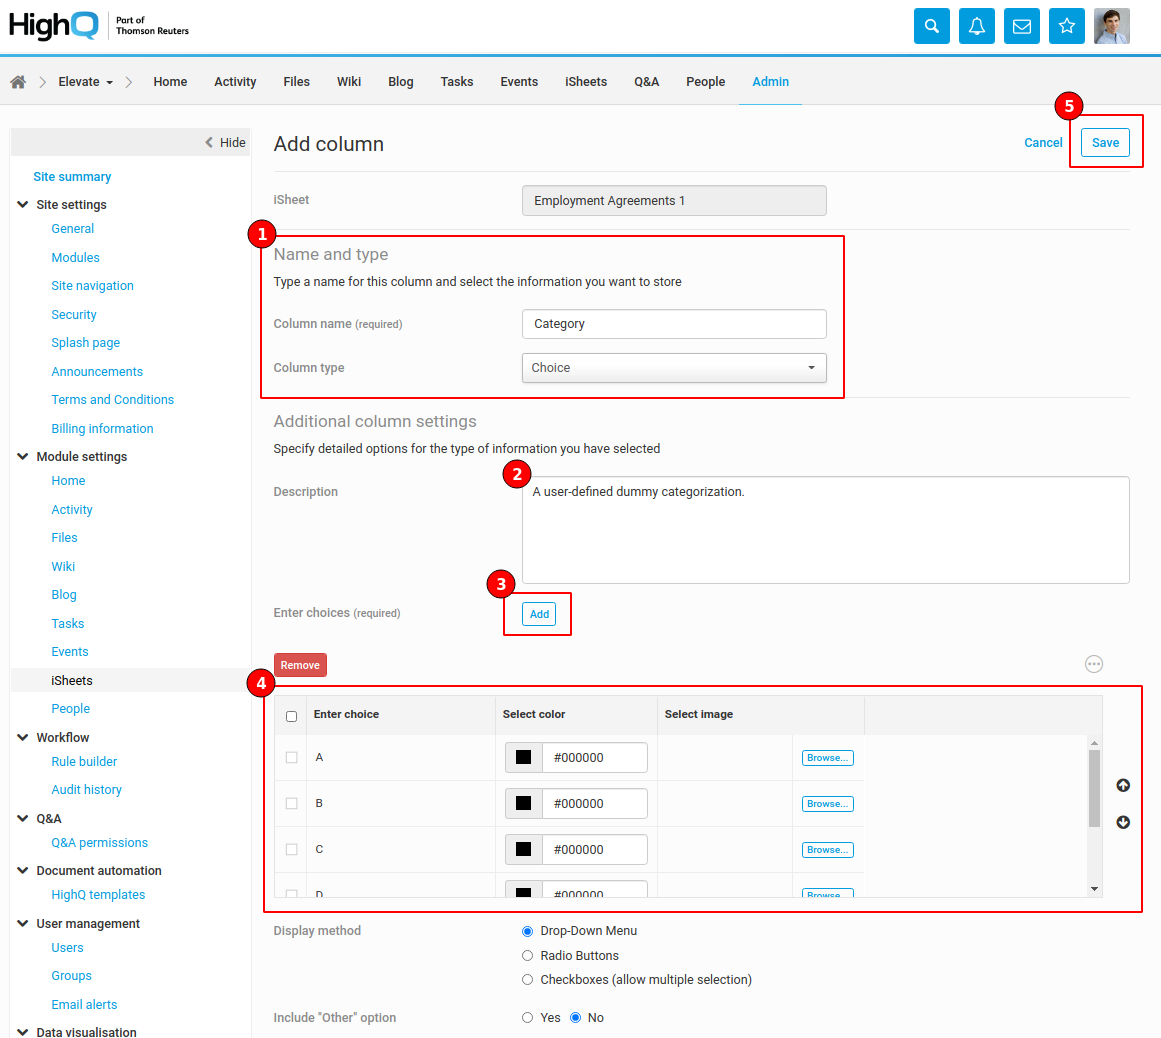 HighQ
Part of
Thomson Reuters
Elevate
Home
Activity
Files
Wiki
Blog
Tasks
Events
iSheets
Q&A
People
Admin
5
Hide
Add column
Cancel
Save
Site summary
Site settings
General
Modules
Site navigation
Security
Splash page
Announcements
Terms and Conditions
Billing information
Module settings
Home
Activity
Files
Wiki
Blog
Tasks
Events
iSheets
People
Workflow
Rule builder
Audit history
Q&A
Q&A permissions
Document automation
HighQ templates
User management
Users
Groups
Email alerts
Data visualisation
iSheet
Employment Agreements 1
1
Name and type
Type a name for this column and select the information you want to store
Column name (required)
Category
Column type
Choice
Additional column settings
Specify detailed options for the type of information you have selected
2
Description
A user-defined dummy categorization.
3
Enter choices (required)
Add
Remove
4
Enter choice
Select color
Select image
A
#000000
Browse...
B
#000000
Browse...
C
#000000
Browse...
D
#000000
Browse...
Display method
Drop-Down Menu
Radio Buttons
Checkboxes (allow multiple selection)
Include "Other" option
Yes
No